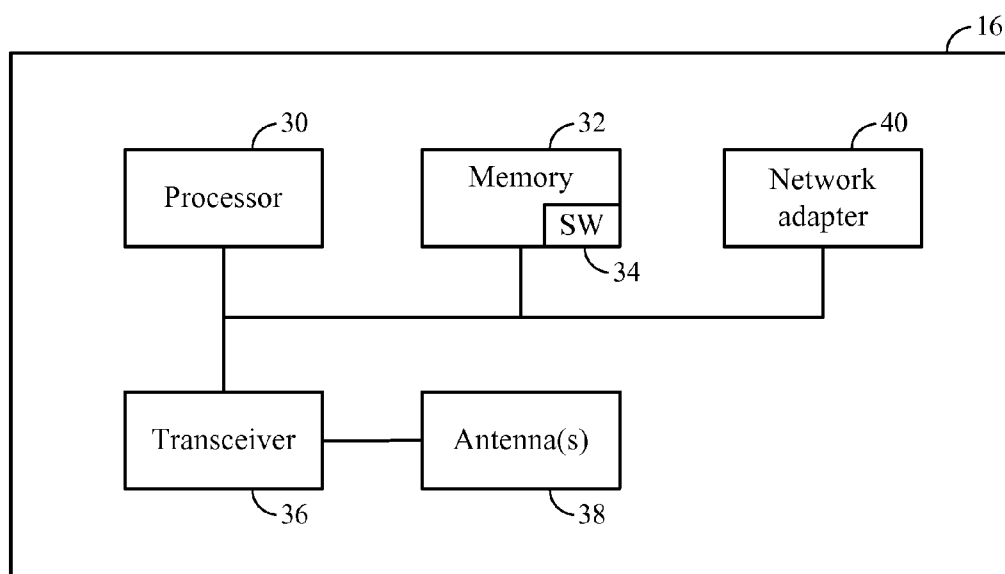 16
30
32
40
Processor
Memory
SW
Network
adapter
34
Transceiver
Antenna(s)
36
38